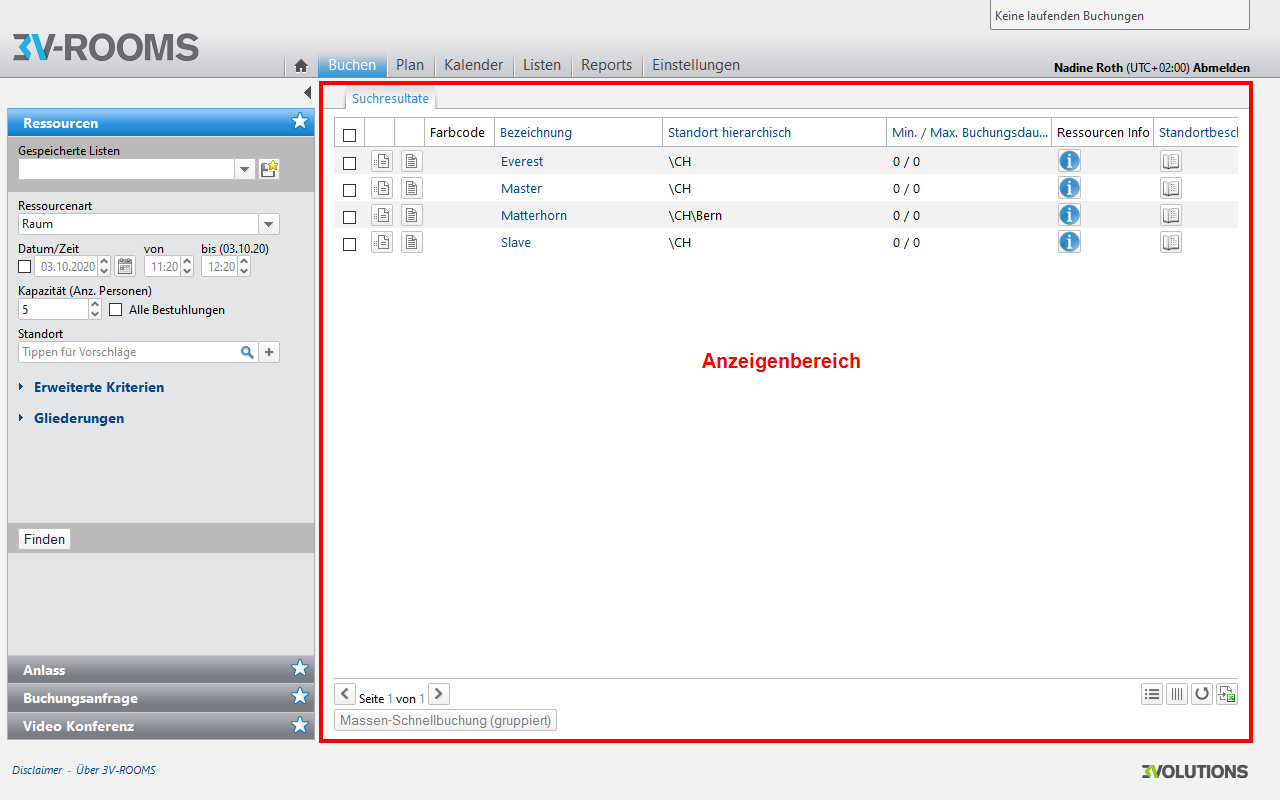 Keine laufenden Buchungen
3V-ROOMS
Buchen Plan Kalender Listen Reports Einstellungen
Nadine Roth (UTC+02:00) Abmelden
Ressourcen
Gespeicherte Listen
Ressourcenart
Raum
Datum/Zeit von bis (03.10.20)
03.10.2020 11:20 12:20
Kapazität (Anz. Personen)
5 Alle Bestuhlungen
Standort
Tippen für Vorschläge
Erweiterte Kriterien
Gliederungen
Finden
Anlass
Buchungsanfrage
Video Konferenz
Suchresultate
Farbcode Bezeichnung Standort hierarchisch Min. / Max. Buchungsdau... Ressourcen Info Standortbesch
Everest \CH 0 / 0
Master \CH 0 / 0
Matterhorn \CH\Bern 0 / 0
Slave \CH 0 / 0
Anzeigenbereich
Seite 1 von 1
Massen-Schnellbuchung (gruppiert)
Disclaimer - Über 3V-ROOMS
3VOLUTIONS